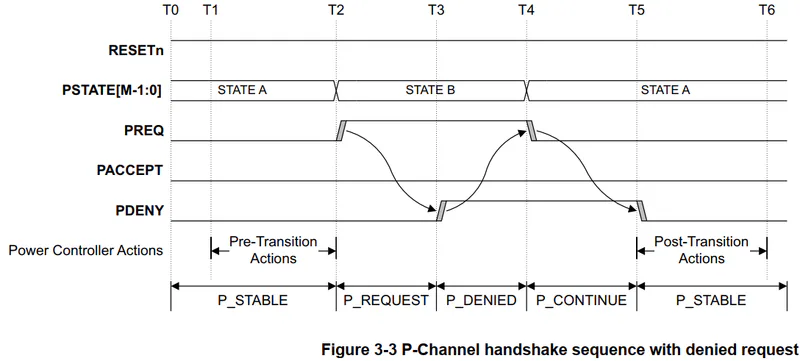 T0 T1 T2 T3 T4 T5 T6
RESETn
PSTATE[M-1:0] STATE A STATE B STATE A
PREQ
PACCEPT
PDENY
Power Controller Actions Pre-Transition Actions Post-Transition Actions
P_STABLE P_REQUEST P_DENIED P_CONTINUE P_STABLE
Figure 3-3 P-Channel handshake sequence with denied request